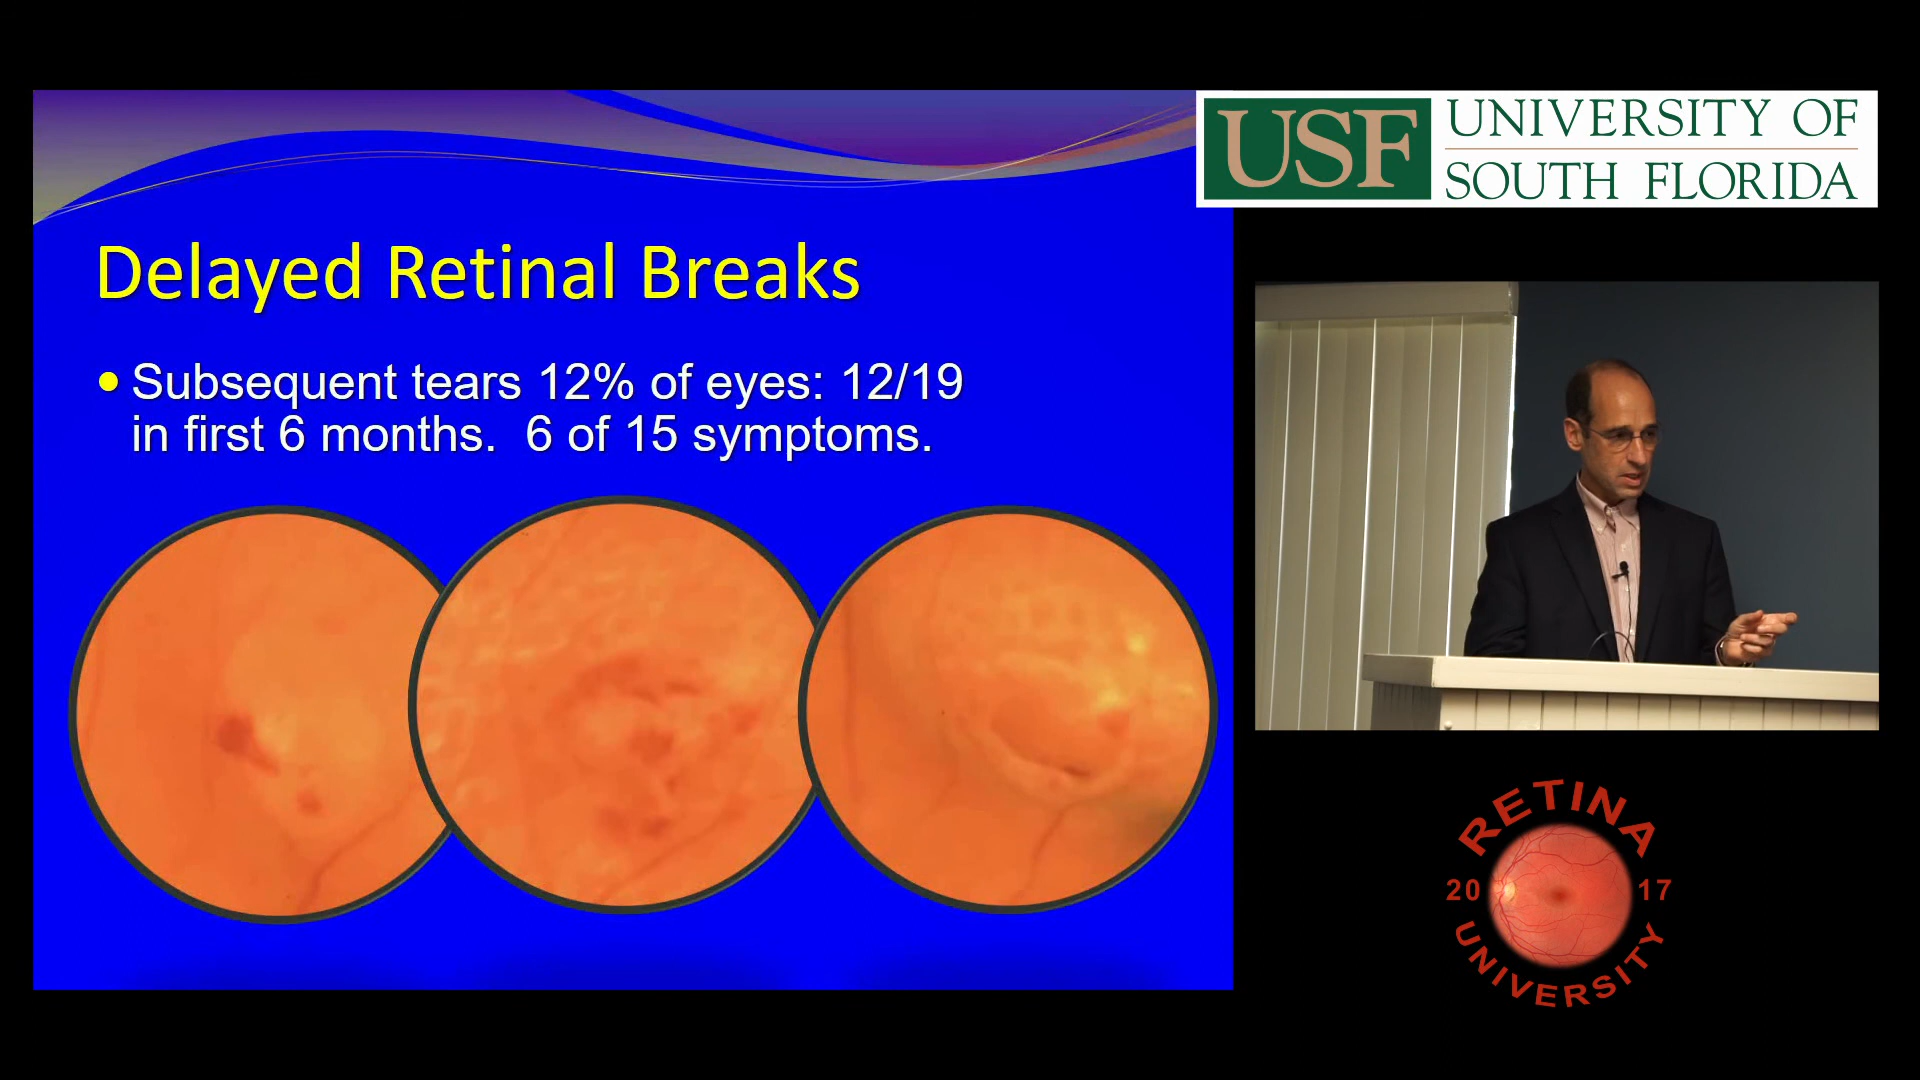 USF UNIVERSITY OF
SOUTH FLORIDA
Delayed Retinal Breaks
Subsequent tears 12% of eyes: 12/19
in first 6 months.  6 of 15 symptoms.
RETINA
20 17
UNIVERSITY